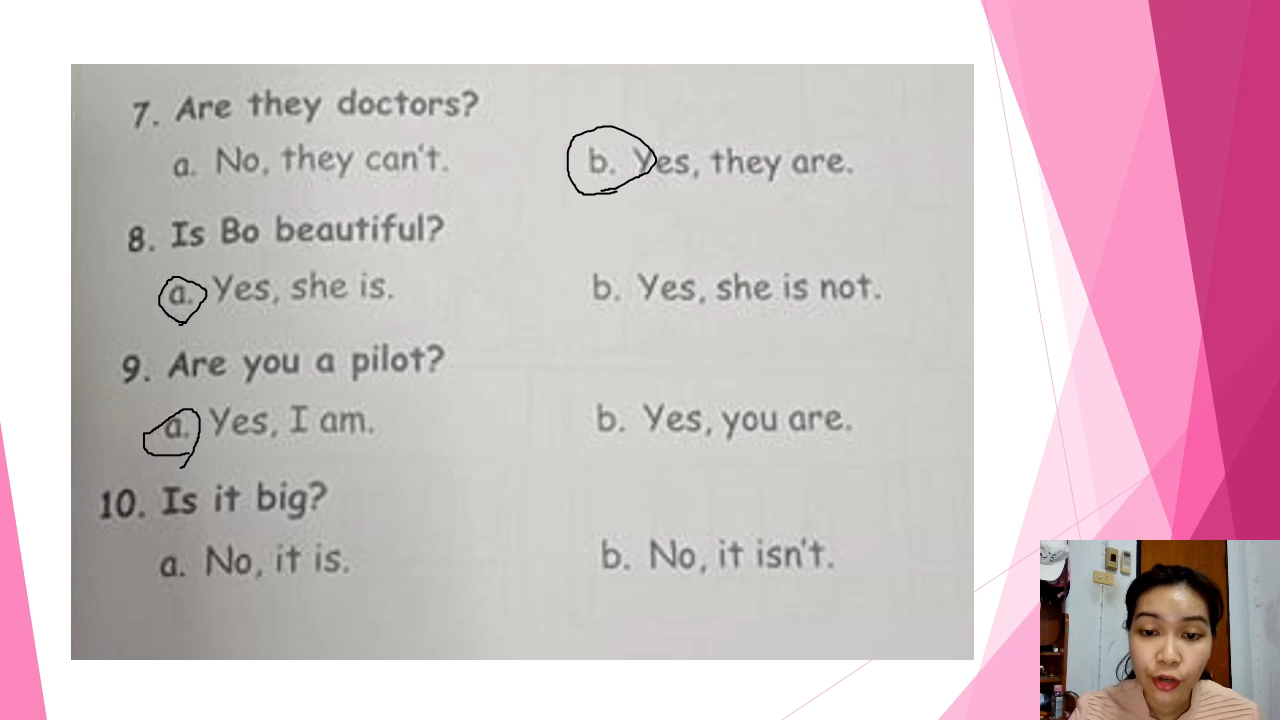 7. Are they doctors?
a. No, they can't. b. Yes, they are.
8. Is Bo beautiful?
a. Yes, she is. b. Yes, she is not.
9. Are you a pilot?
a. Yes, I am. b. Yes, you are.
10. Is it big?
a. No, it is. b. No, it isn't.